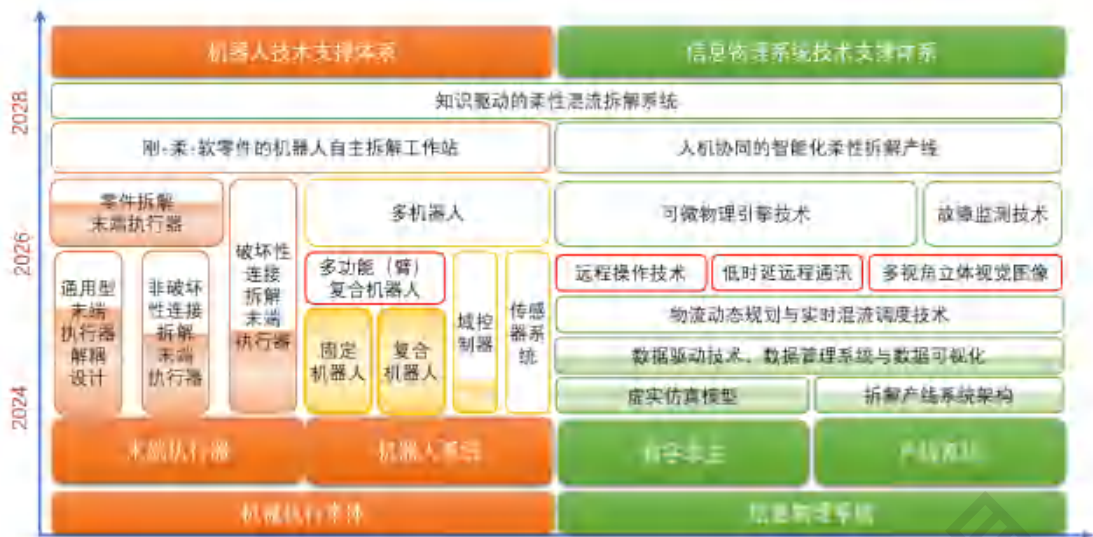 机器人技术支撑体系
信息物理系统技术支撑体系
2028
知识驱动的柔性混流拆解系统
刚-柔-软零件的机器人自主拆解工作站
人机协同的智能化柔性拆解产线
零件拆解
末端执行器
破坏性
连接
拆解
末端
执行器
多机器人
可微物理引擎技术
故障监测技术
2026
通用型
末端
执行器
解耦
设计
非破坏
性连接
拆解
末端
执行器
多功能（臂）
复合机器人
固定
机器人
复合
机器人
域控
制器
传感
器系
统
远程操作技术
低时延远程通讯
多视角立体视觉图像
物流动态规划与实时混流调度技术
数据驱动技术、数据管理系统与数据可视化
虚实仿真模型
拆解产线系统架构
2024
末端执行器
机器人系统
数字孪生
产线系统
机械执行本体
信息物理系统